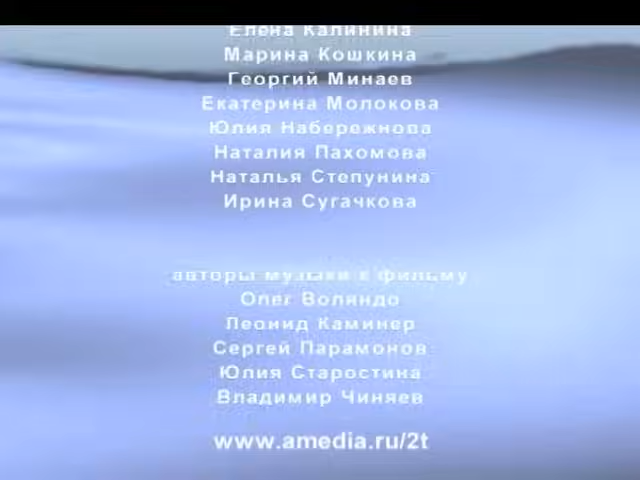 Елена Калинина
Марина Кошкина
Георгий Минаев
Екатерина Молокова
Юлия Набережнова
Наталия Пахомова
Наталья Степунина
Ирина Сугачкова
авторы музыки к фильму
Олег Воляндо
Леонид Каминер
Сергей Парамонов
Юлия Старостина
Владимир Чиняев
www.amedia.ru/2t